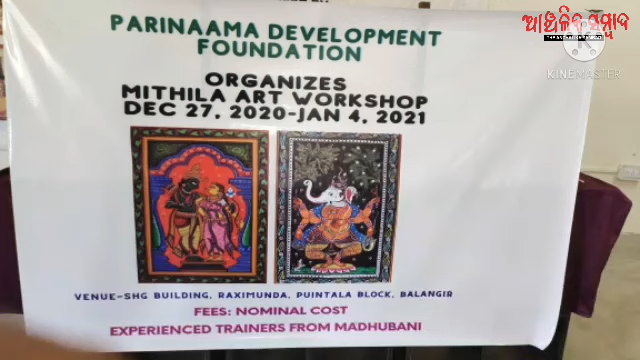 ଆଞ୍ଚଳିକ ସମ୍ବାଦ
KINEMASTER
PARINAAMA DEVELOPMENT
FOUNDATION
ORGANIZES
MITHILA ART WORKSHOP
DEC 27, 2020-JAN 4, 2021
VENUE-SHG BUILDING, RAXIMUNDA, PUINTALA BLOCK, BALANGIR
FEES: NOMINAL COST
EXPERIENCED TRAINERS FROM MADHUBANI